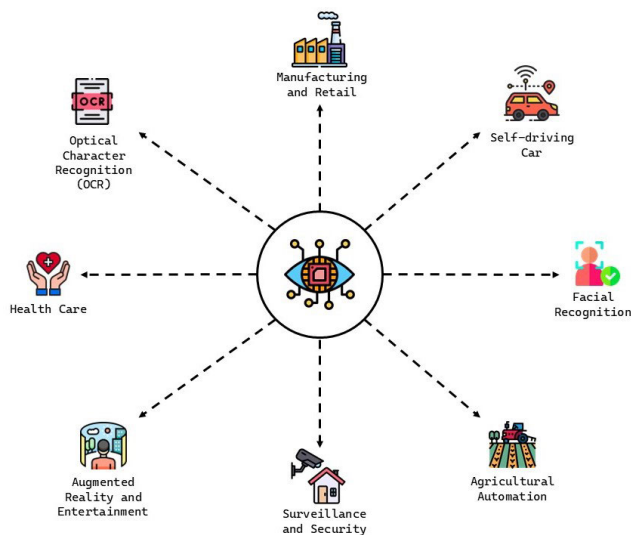 Manufacturing
and Retail
OCR
Optical
Character
Recognition
(OCR)
Self-driving
Car
Health Care
Facial
Recognition
Augmented
Reality and
Entertainment
Surveillance
and Security
Agricultural
Automation